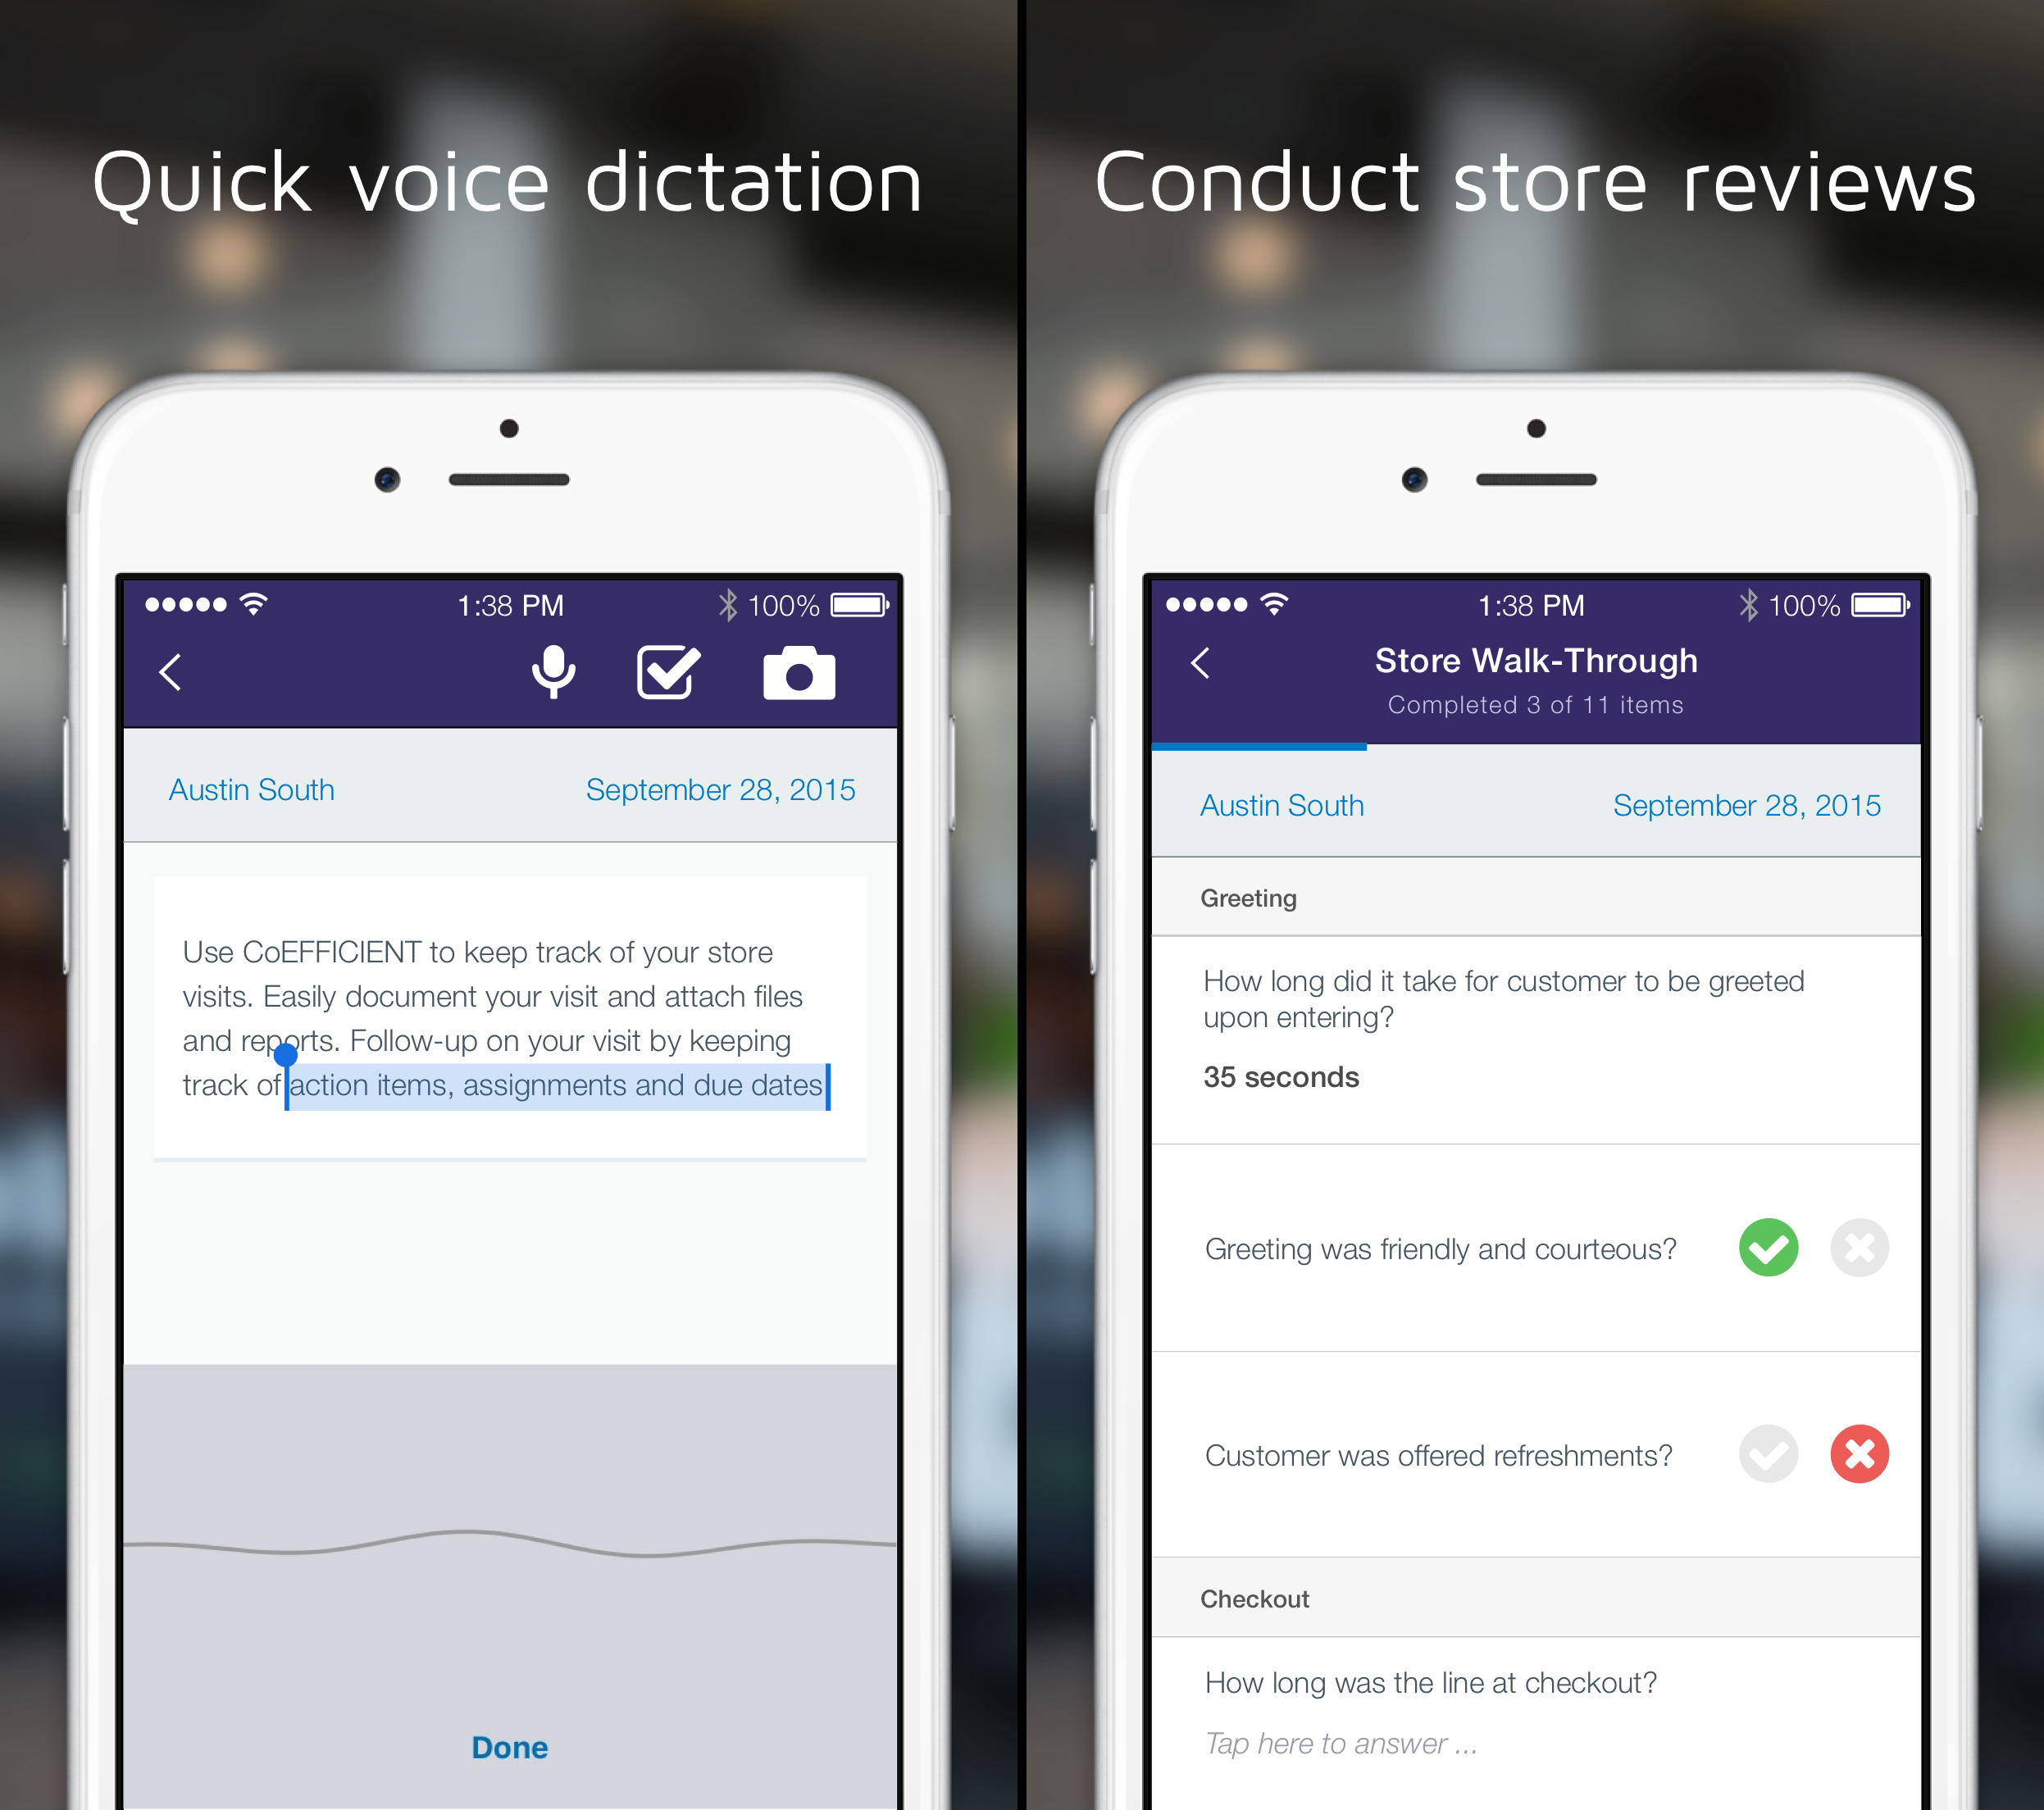 Quick voice dictation
1:38 PM
100%
Austin South
September 28, 2015
Use CoEFFICIENT to keep track of your store
visits. Easily document your visit and attach files
and reports. Follow-up on your visit by keeping
track of action items, assignments and due dates
Done
Conduct store reviews
1:38 PM
100%
Store Walk-Through
Completed 3 of 11 items
Austin South
September 28, 2015
Greeting
How long did it take for customer to be greeted
upon entering?
35 seconds
Greeting was friendly and courteous?
Customer was offered refreshments?
Checkout
How long was the line at checkout?
Tap here to answer ...